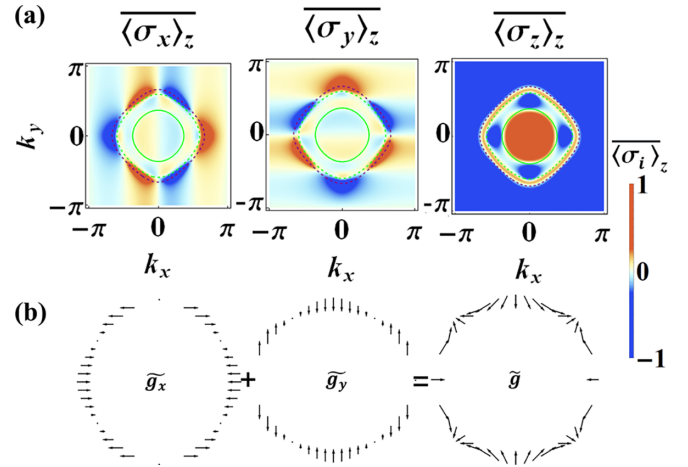 (a)
⟨σx⟩z ⟨σy⟩z ⟨σz⟩z
π π π
ky 0 0 0
-π -π -π
-π 0 π -π 0 π -π 0 π
kx kx kx
⟨σi⟩z
1
0
-1
(b)
g̃x + g̃y = g̃